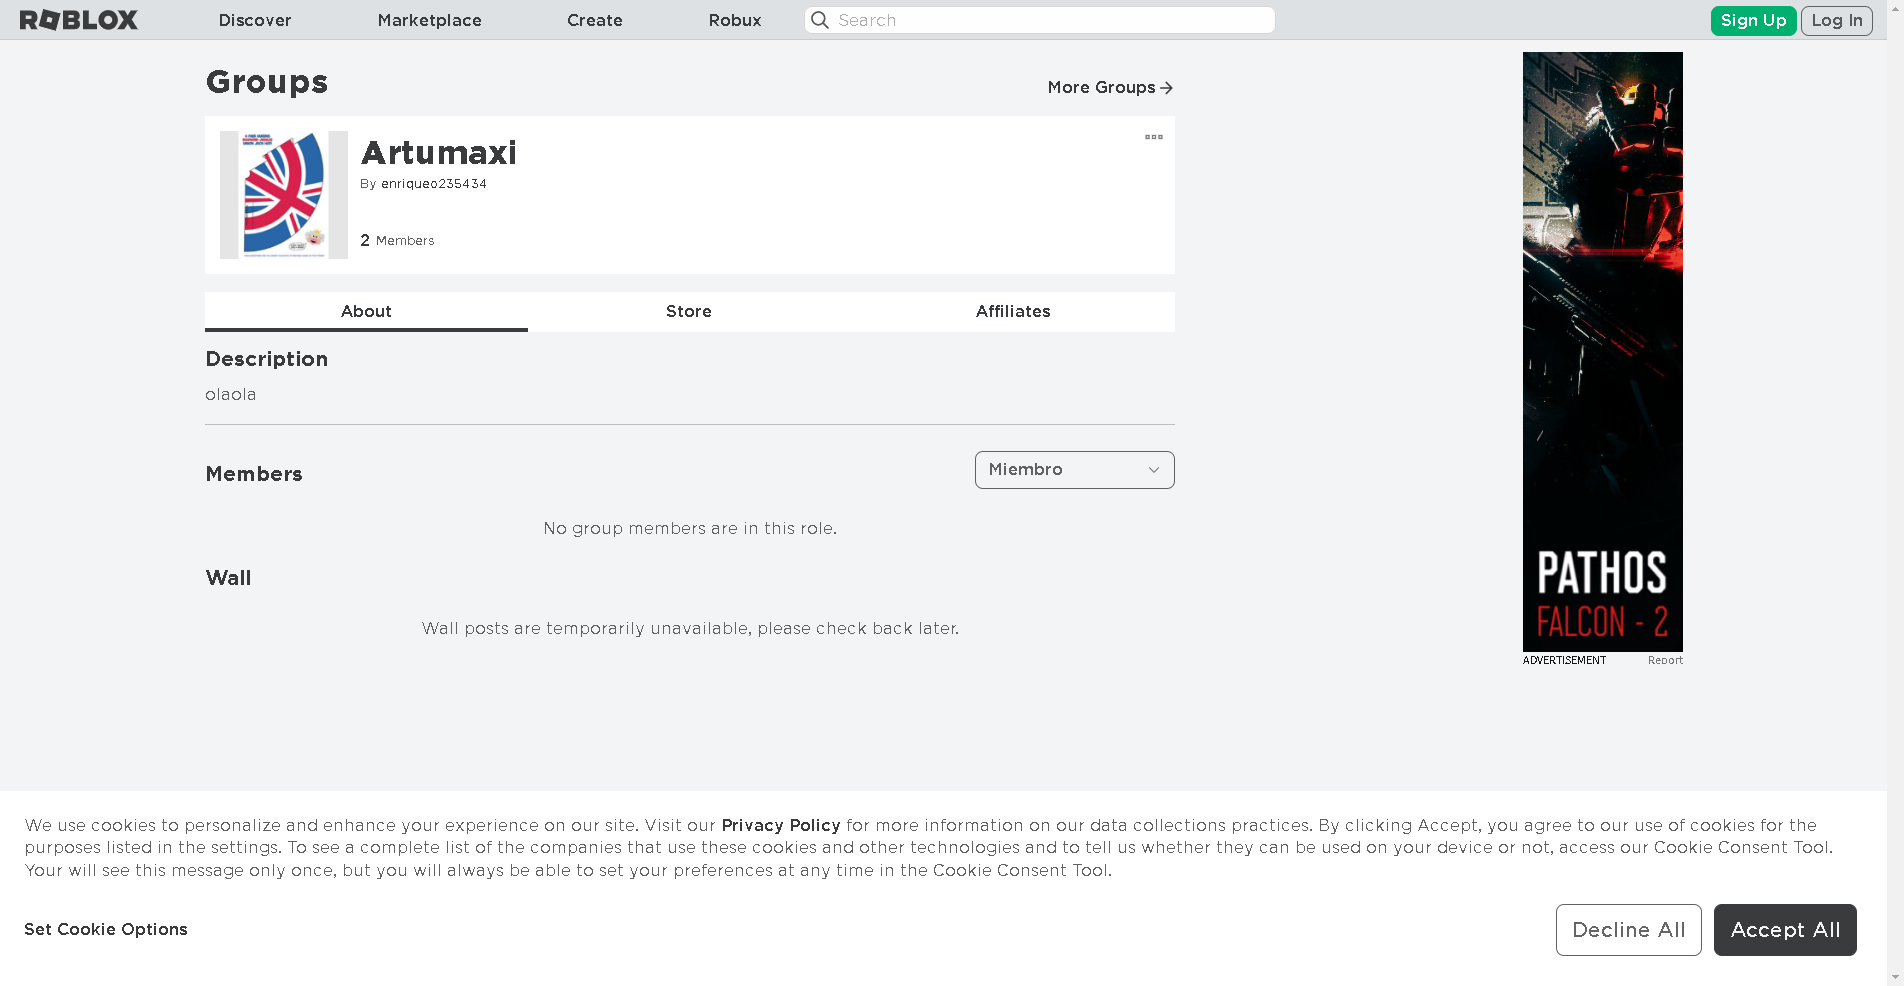 ROBLOX Discover Marketplace Create Robux Search Sign Up Log In
Groups
More Groups
Artumaxi
By enriqueo235434
2 Members
About Store Affiliates
Description
olaola
Members
Miembro
No group members are in this role.
Wall
Wall posts are temporarily unavailable, please check back later.
PATHOS
FALCON - 2
ADVERTISEMENT Report
We use cookies to personalize and enhance your experience on our site. Visit our Privacy Policy for more information on our data collections practices. By clicking Accept, you agree to our use of cookies for the
purposes listed in the settings. To see a complete list of the companies that use these cookies and other technologies and to tell us whether they can be used on your device or not, access our Cookie Consent Tool.
Your will see this message only once, but you will always be able to set your preferences at any time in the Cookie Consent Tool.
Set Cookie Options
Decline All
Accept All